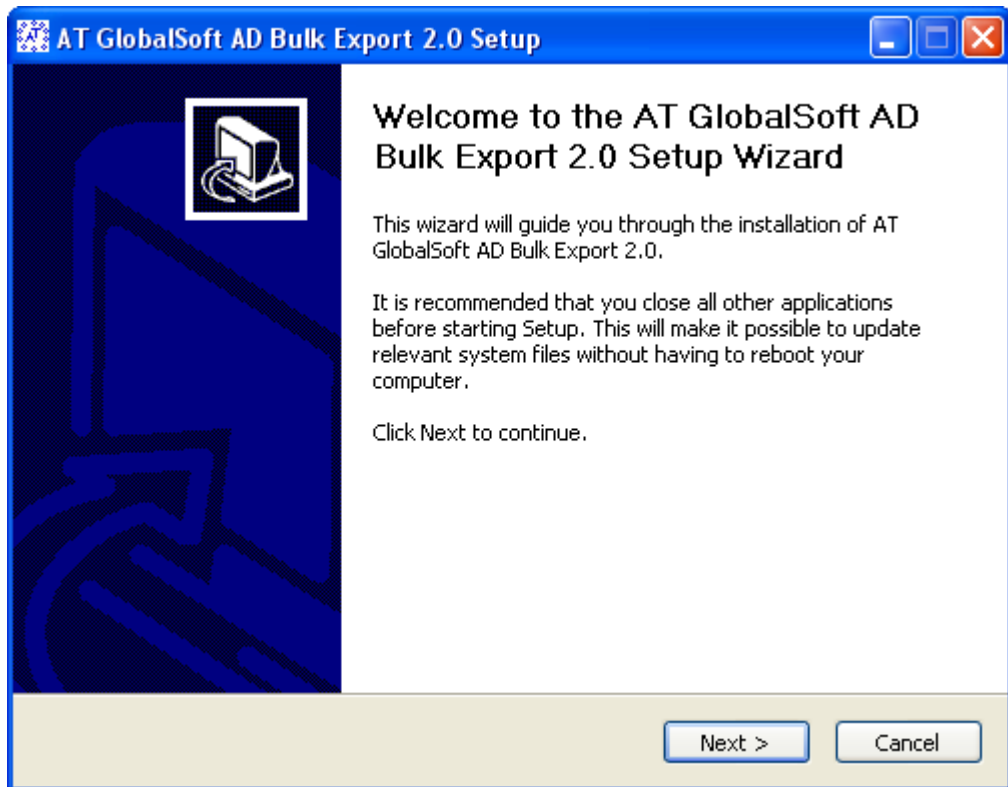 AT GlobalSoft AD Bulk Export 2.0 Setup
Welcome to the AT GlobalSoft AD
Bulk Export 2.0 Setup Wizard
This wizard will guide you through the installation of AT
GlobalSoft AD Bulk Export 2.0.
It is recommended that you close all other applications
before starting Setup. This will make it possible to update
relevant system files without having to reboot your
computer.
Click Next to continue.
Next >
Cancel